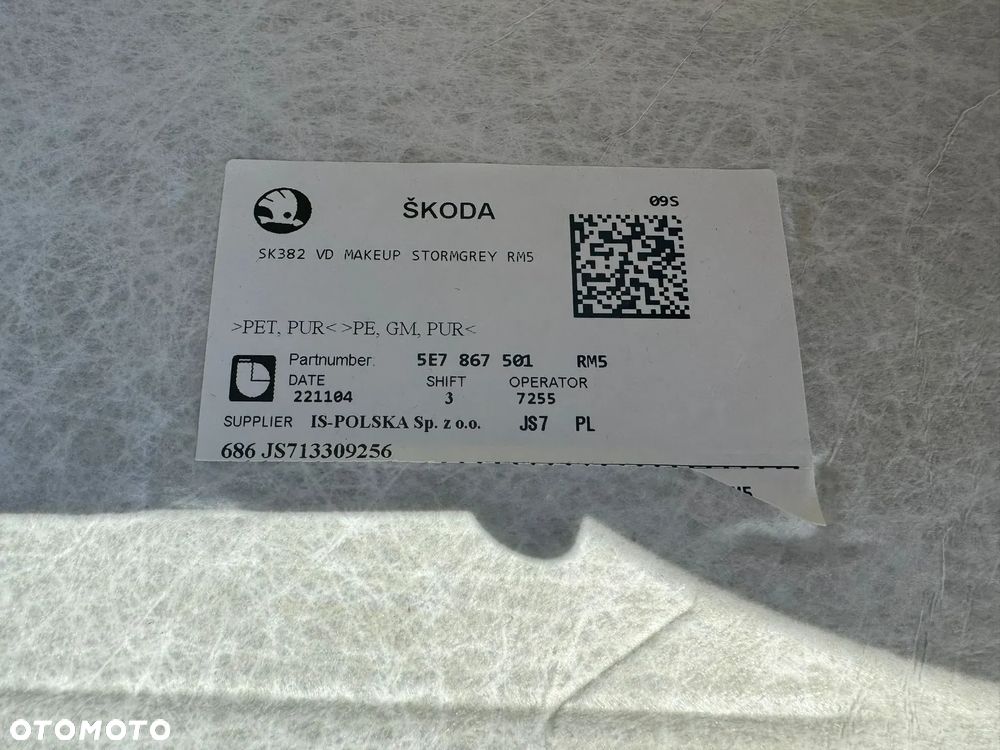 09S
ŠKODA
SK382 VD MAKEUP STORMGREY RM5
>PET, PUR< >PE, GM, PUR<
Partnumber. 5E7 867 501 RM5
DATE SHIFT OPERATOR
221104 3 7255
SUPPLIER IS-POLSKA Sp. z o.o. JS7 PL
686 JS713309256
OTOMOTO